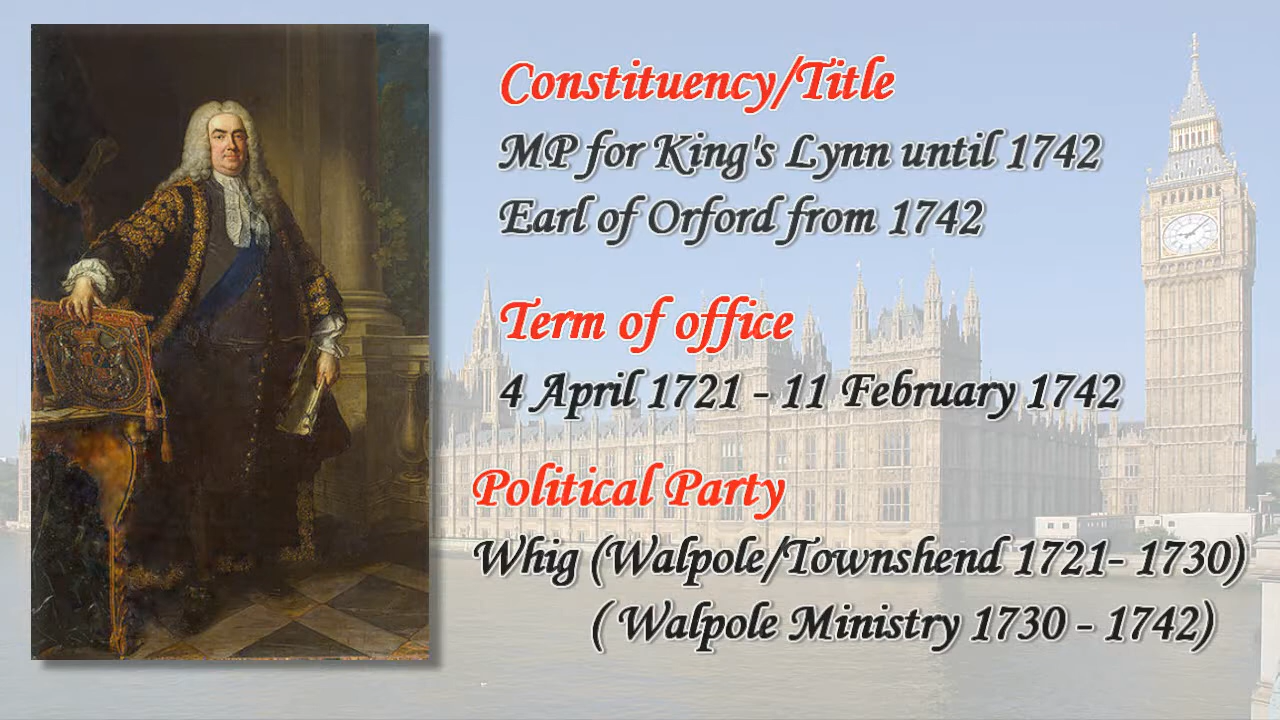 Constituency/Title
MP for King's Lynn until 1742
Earl of Orford from 1742
Term of office
4 April 1721 - 11 February 1742
Political Party
Whig (Walpole/Townshend 1721- 1730)
( Walpole Ministry 1730 - 1742)